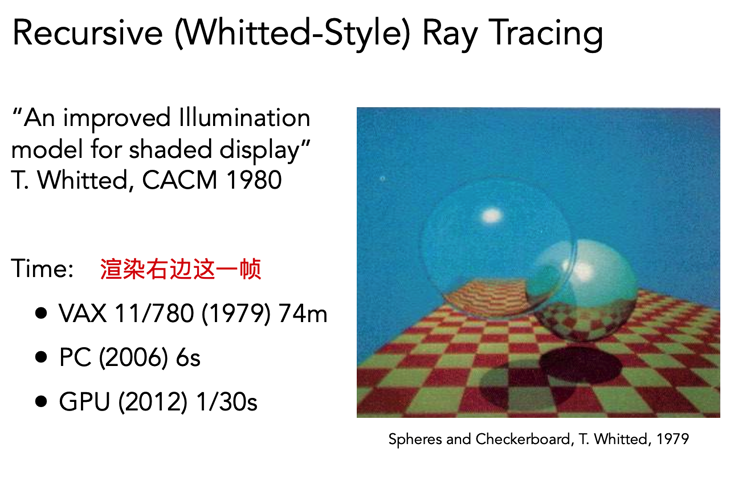 Recursive (Whitted-Style) Ray Tracing
“An improved Illumination
model for shaded display”
T. Whitted, CACM 1980
Time: 渲染右边这一帧
• VAX 11/780 (1979) 74m
• PC (2006) 6s
• GPU (2012) 1/30s
Spheres and Checkerboard, T. Whitted, 1979